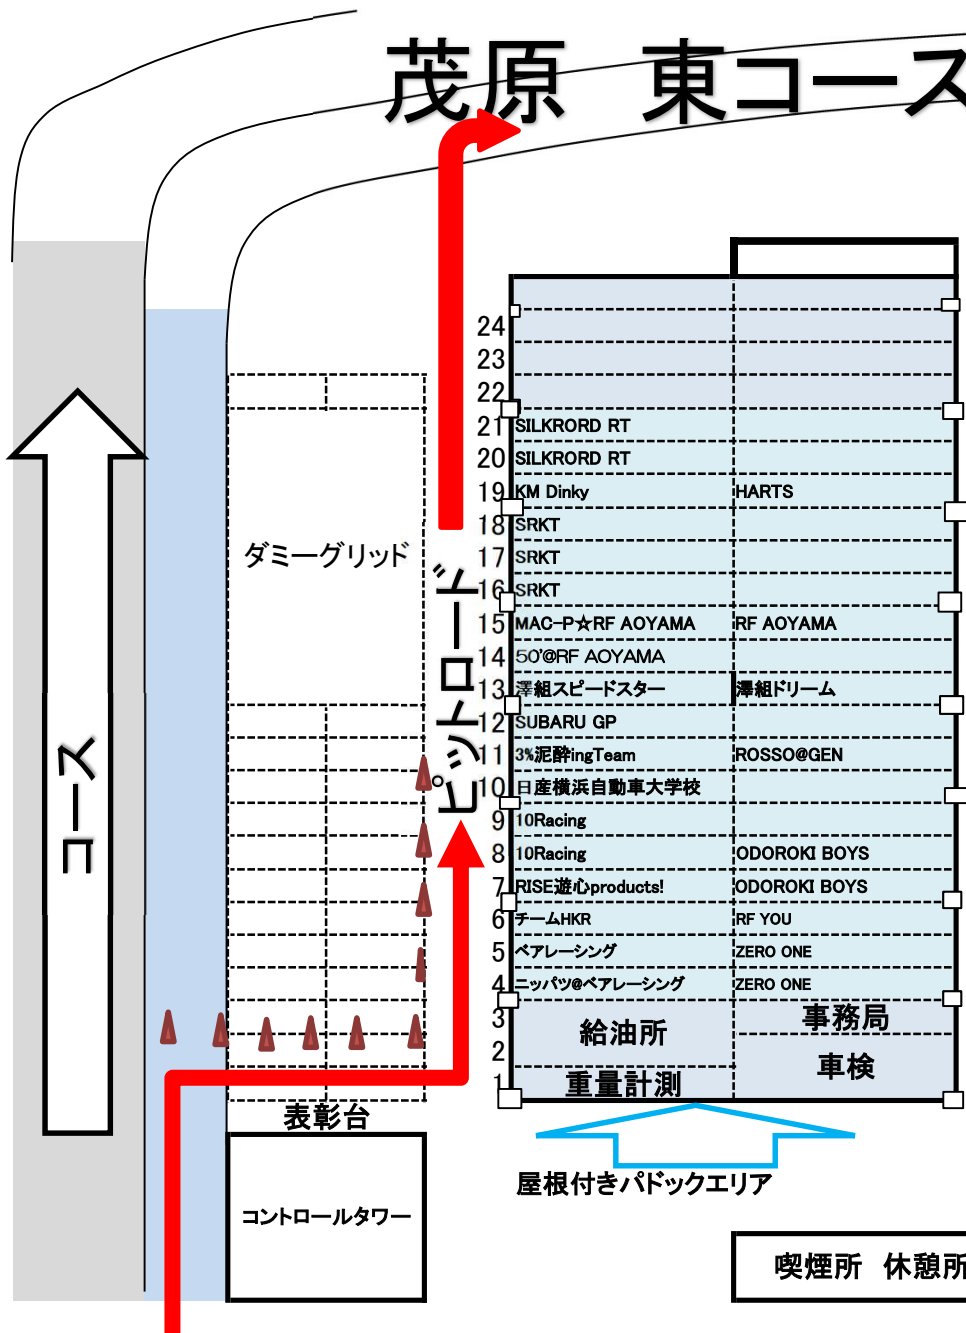 茂原 東コース
24
23
22
21 SILKRORD RT
20 SILKRORD RT
19 KM Dinky HARTS
18 SRKT
17 SRKT
16 SRKT
15 MAC-P☆RF AOYAMA RF AOYAMA
14 50'@RF AOYAMA
13 澤組スピードスター 澤組ドリーム
12 SUBARU GP
11 3%泥酔ingTeam ROSSO@GEN
10 日産横浜自動車大学校
9 10Racing
8 10Racing ODOROKI BOYS
7 RISE遊心products! ODOROKI BOYS
6 チームHKR RF YOU
5 ベアレーシング ZERO ONE
4 ニッパツ@ベアレーシング ZERO ONE
3 事務局
給油所
2 車検
1 重量計測
ダミーグリッド
ピットロード
コース
表彰台
コントロールタワー
屋根付きパドックエリア
喫煙所 休憩所